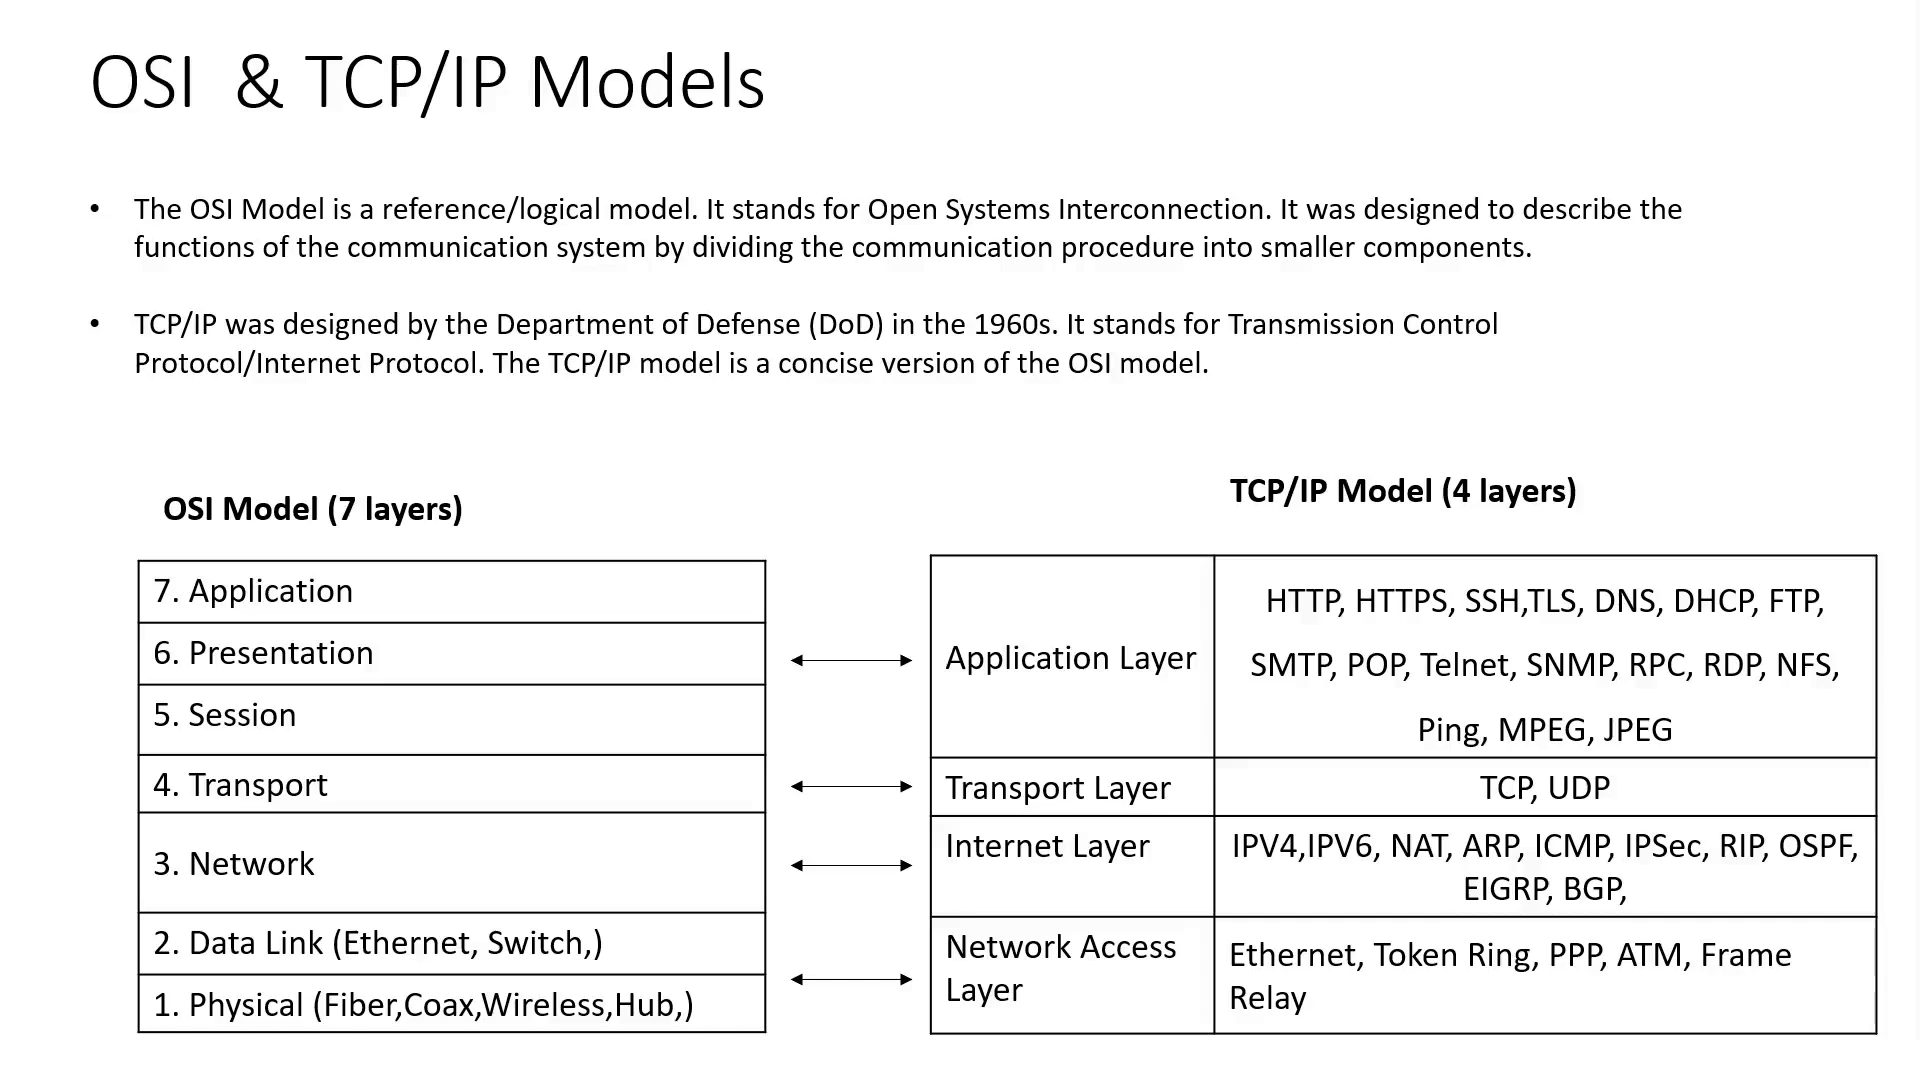 OSI & TCP/IP Models
• The OSI Model is a reference/logical model. It stands for Open Systems Interconnection. It was designed to describe the
functions of the communication system by dividing the communication procedure into smaller components.
• TCP/IP was designed by the Department of Defense (DoD) in the 1960s. It stands for Transmission Control
Protocol/Internet Protocol. The TCP/IP model is a concise version of the OSI model.
OSI Model (7 layers)
7. Application
6. Presentation
5. Session
4. Transport
3. Network
2. Data Link (Ethernet, Switch,)
1. Physical (Fiber,Coax,Wireless,Hub,)
TCP/IP Model (4 layers)
Application Layer
HTTP, HTTPS, SSH,TLS, DNS, DHCP, FTP,
SMTP, POP, Telnet, SNMP, RPC, RDP, NFS,
Ping, MPEG, JPEG
Transport Layer
TCP, UDP
Internet Layer
IPV4,IPV6, NAT, ARP, ICMP, IPSec, RIP, OSPF,
EIGRP, BGP,
Network Access
Layer
Ethernet, Token Ring, PPP, ATM, Frame
Relay